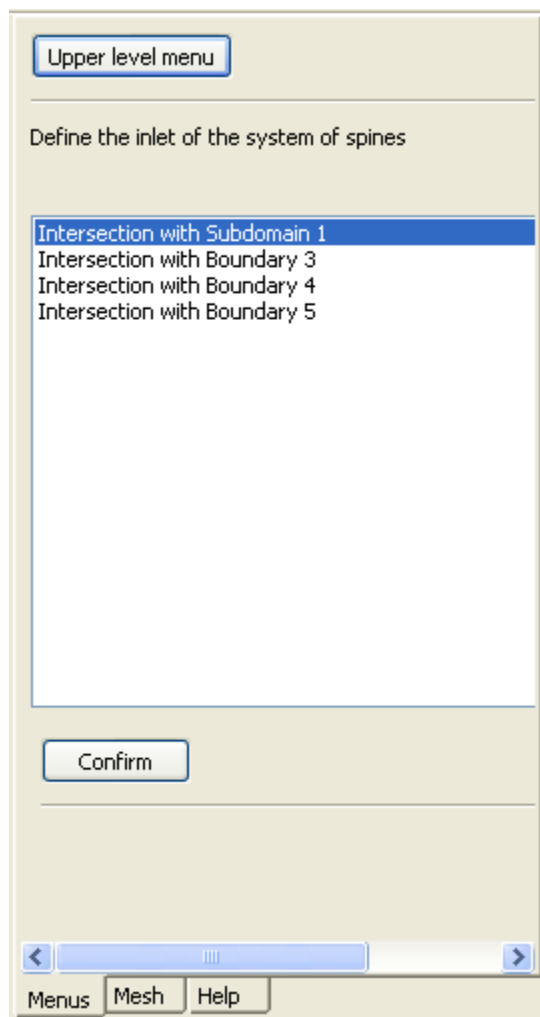 Upper level menu
Define the inlet of the system of spines
Intersection with Subdomain 1
Intersection with Boundary 3
Intersection with Boundary 4
Intersection with Boundary 5
Confirm
Menus Mesh Help